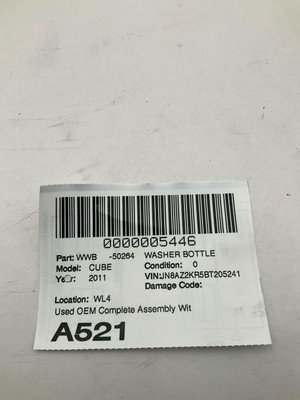 0000005446
Part: WWB -50264 WASHER BOTTLE
Model: CUBE Condition: 0
Year: 2011 VIN:JN8AZ2KR5BT205241
Damage Code:
Location: WL4
Used OEM Complete Assembly Wit
A521